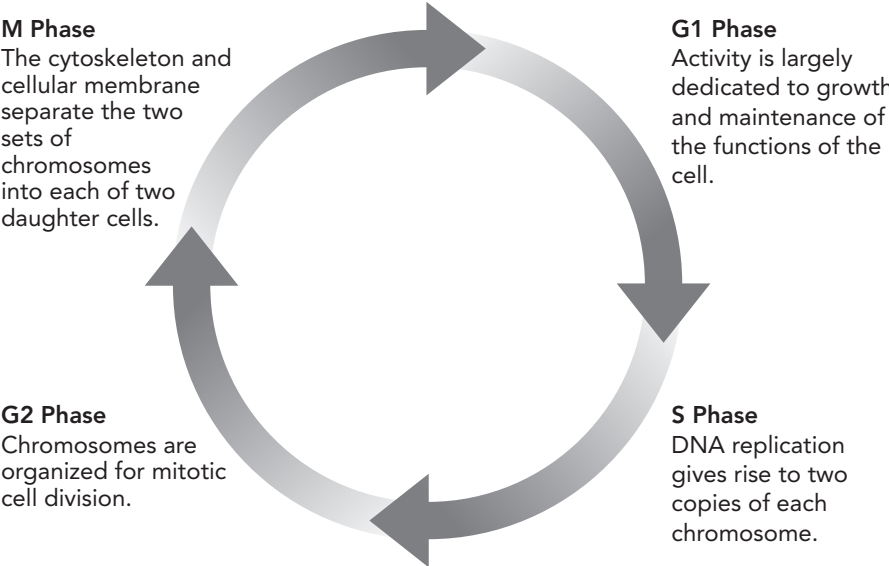 M Phase
The cytoskeleton and
cellular membrane
separate the two
sets of
chromosomes
into each of two
daughter cells.
G1 Phase
Activity is largely
dedicated to growth
and maintenance of
the functions of the
cell.
G2 Phase
Chromosomes are
organized for mitotic
cell division.
S Phase
DNA replication
gives rise to two
copies of each
chromosome.